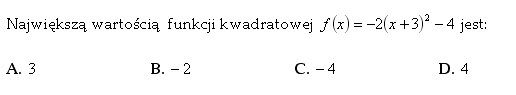 Największą wartością funkcji kwadratowej f(x) = −2(x+3)² − 4 jest:
A. 3 B. − 2 C. − 4 D. 4